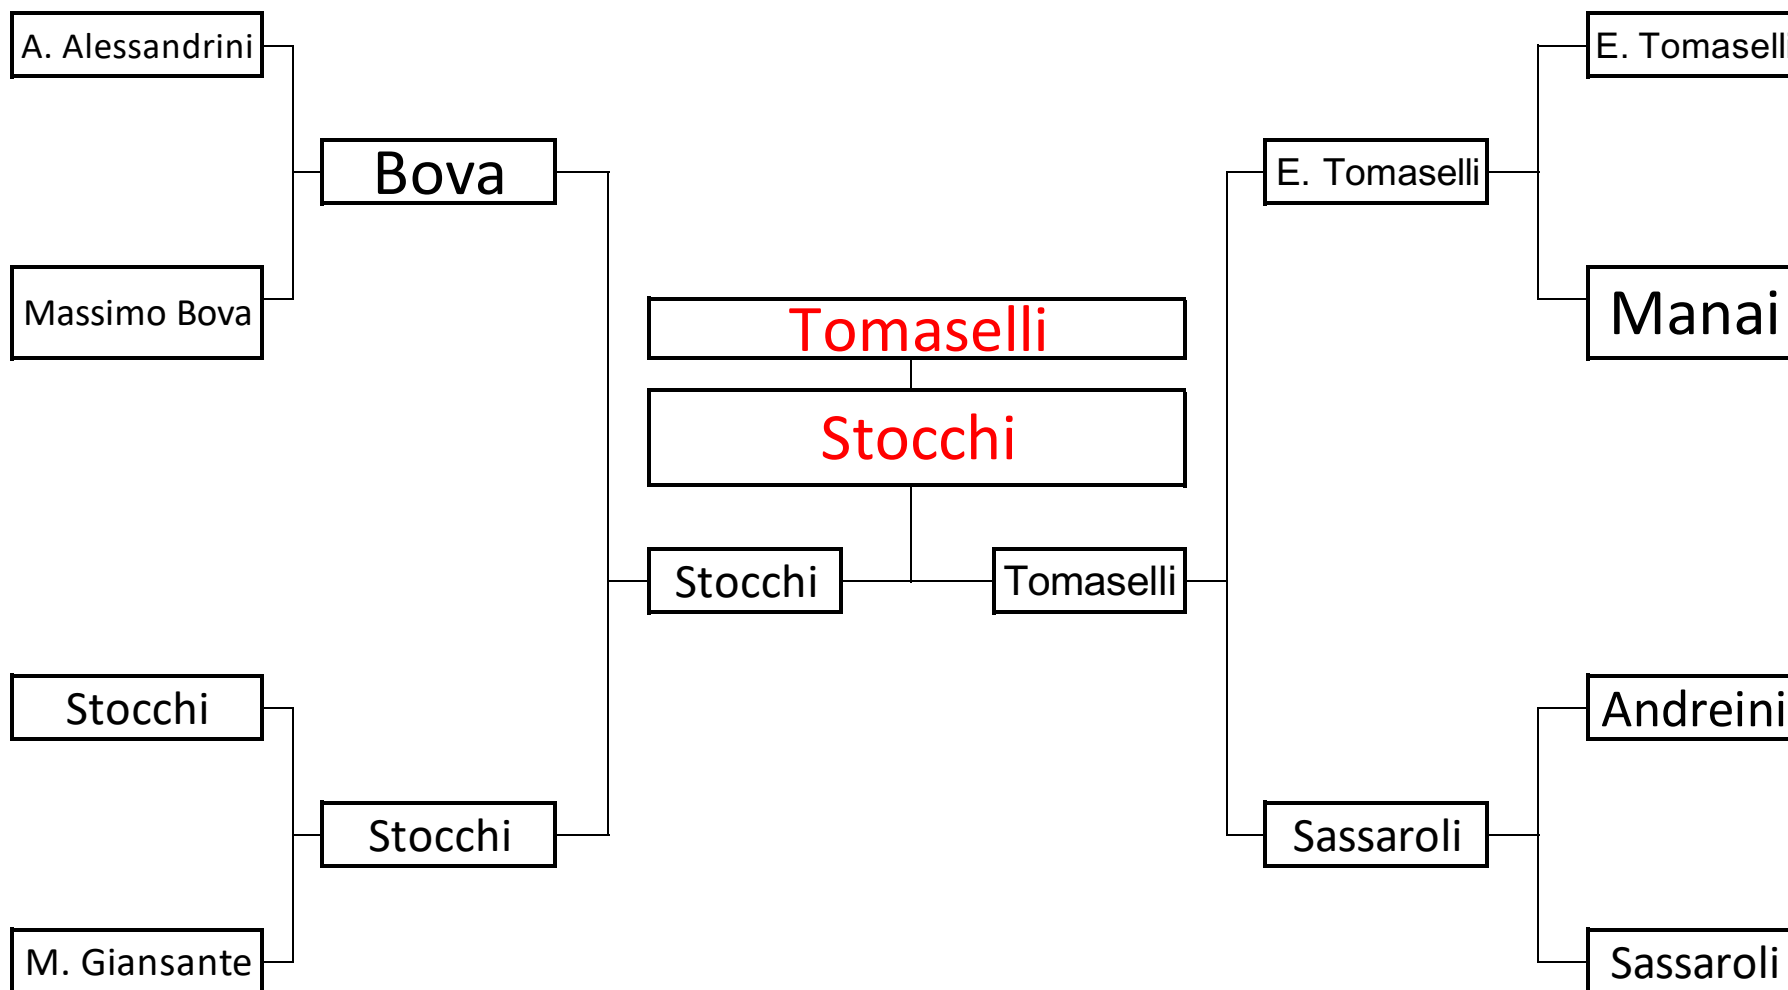 A. Alessandrini
E. Tomaselli
Bova
E. Tomaselli
Massimo Bova
Manai
Tomaselli
Stocchi
Stocchi
Tomaselli
Stocchi
Andreini
Stocchi
Sassaroli
M. Giansante
Sassaroli